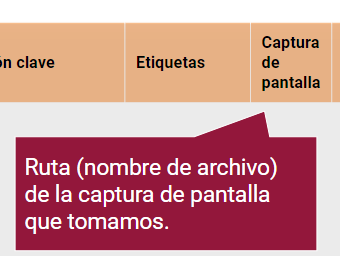 ón clave
Etiquetas
Captura
de
pantalla
Ruta (nombre de archivo)
de la captura de pantalla
que tomamos.